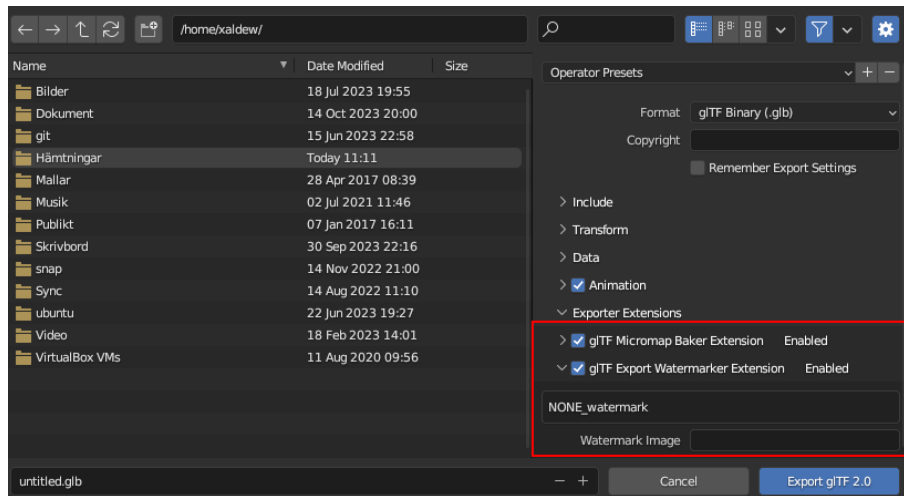 /home/xaldew/
Name Date Modified Size
Bilder 18 Jul 2023 19:55
Dokument 14 Oct 2023 20:00
git 15 Jun 2023 22:58
Hämtningar Today 11:11
Mallar 28 Apr 2017 08:39
Musik 02 Jul 2021 11:46
Publikt 07 Jan 2017 16:11
Skrivbord 30 Sep 2023 22:16
snap 14 Nov 2022 21:00
Sync 14 Aug 2022 11:10
ubuntu 22 Jun 2023 19:27
Video 18 Feb 2023 14:01
VirtualBox VMs 11 Aug 2020 09:56
Operator Presets
Format glTF Binary (.glb)
Copyright
Remember Export Settings
Include
Transform
Data
Animation
Exporter Extensions
glTF Micromap Baker Extension Enabled
glTF Export Watermarker Extension Enabled
NONE_watermark
Watermark Image
untitled.glb
Cancel
Export glTF 2.0